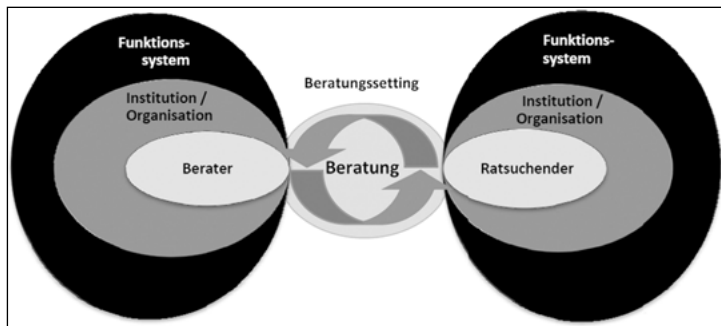 Funktions-
system
Institution /
Organisation
Berater
Beratungssetting
Beratung
Funktions-
system
Institution /
Organisation
Ratsuchender